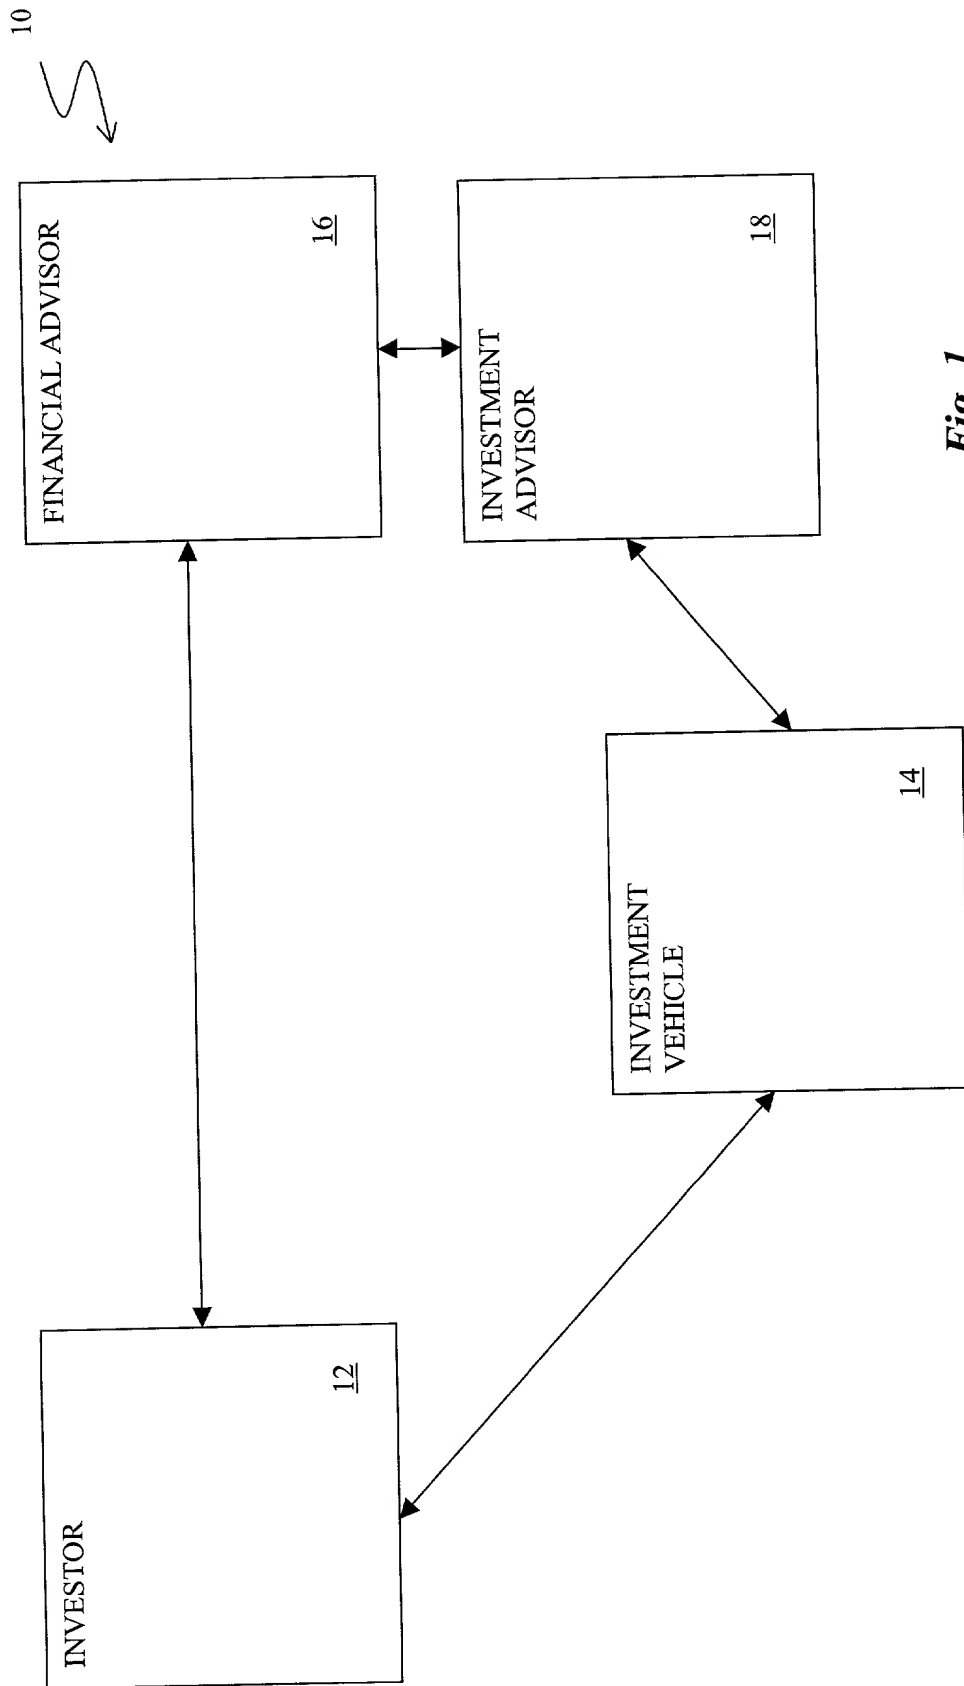 10
FINANCIAL ADVISOR
16
INVESTMENT
ADVISOR
18
INVESTOR
12
INVESTMENT
VEHICLE
14
Fig. 1